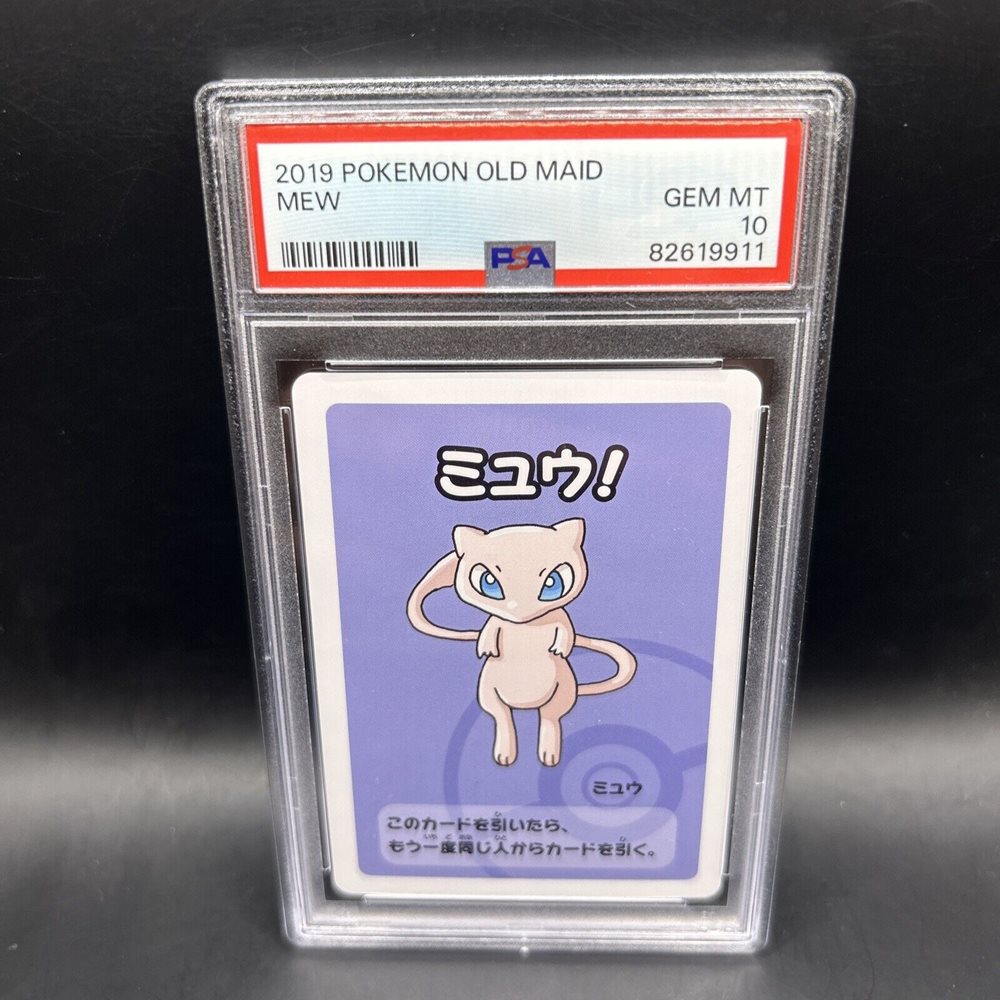 2019 POKEMON OLD MAID
MEW
GEM MT
10
82619911
PSA
ミュウ!
ミュウ
このカードを引いたら、
もう一度同じ人からカードを引く。